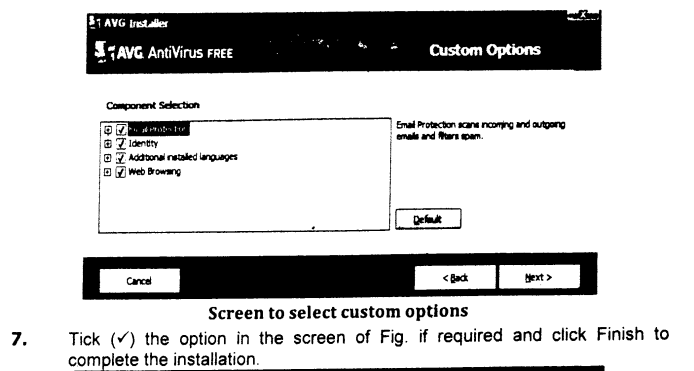 AVG Installer
AVG AntiVirus FREE
Custom Options
Component Selection
Email Protection
Identity
Additional installed languages
Web Browsing
Email Protection scans incoming and outgoing
emails and filters spam.
Default
Cancel
< Back
Next >
Screen to select custom options
7. Tick (✓) the option in the screen of Fig. if required and click Finish to
complete the installation.